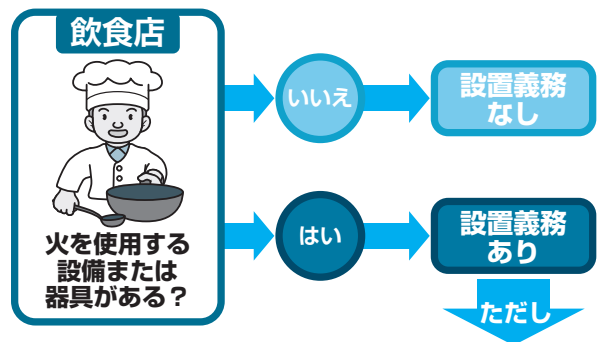 飲食店
火を使用する
設備または
器具がある？
いいえ
設置義務
なし
はい
設置義務
あり
ただし